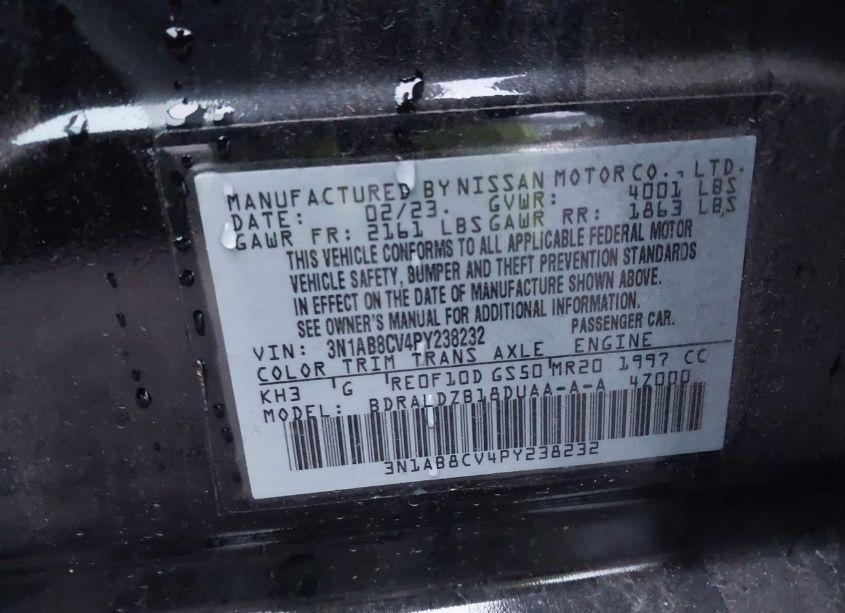 MANUFACTURED BY NISSAN MOTOR CO., LTD.
DATE: 02/23. GVWR: 4001 LBS
GAWR FR: 2161 LBS GAWR RR: 1863 LBS
THIS VEHICLE CONFORMS TO ALL APPLICABLE FEDERAL MOTOR
VEHICLE SAFETY, BUMPER AND THEFT PREVENTION STANDARDS
IN EFFECT ON THE DATE OF MANUFACTURE SHOWN ABOVE.
SEE OWNER'S MANUAL FOR ADDITIONAL INFORMATION.
VIN: 3N1AB8CV4PY238232 PASSENGER CAR.
COLOR TRIM TRANS AXLE ENGINE
KH3 G RE0F10D GS50 MR20 1997 CC
MODEL: BDRALDZB18DUAA-A-A 4Z000
3N1AB8CV4PY238232